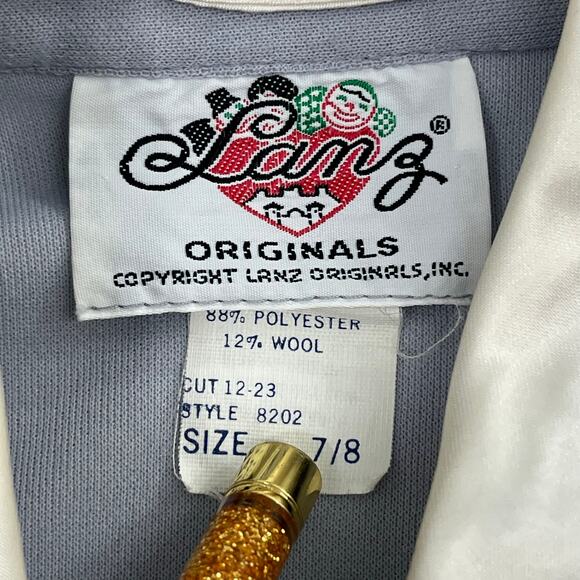 Lanz®
ORIGINALS
COPYRIGHT LANZ ORIGINALS, INC.
88% POLYESTER
12% WOOL
CUT 12-23
STYLE 8202
SIZE 7/8